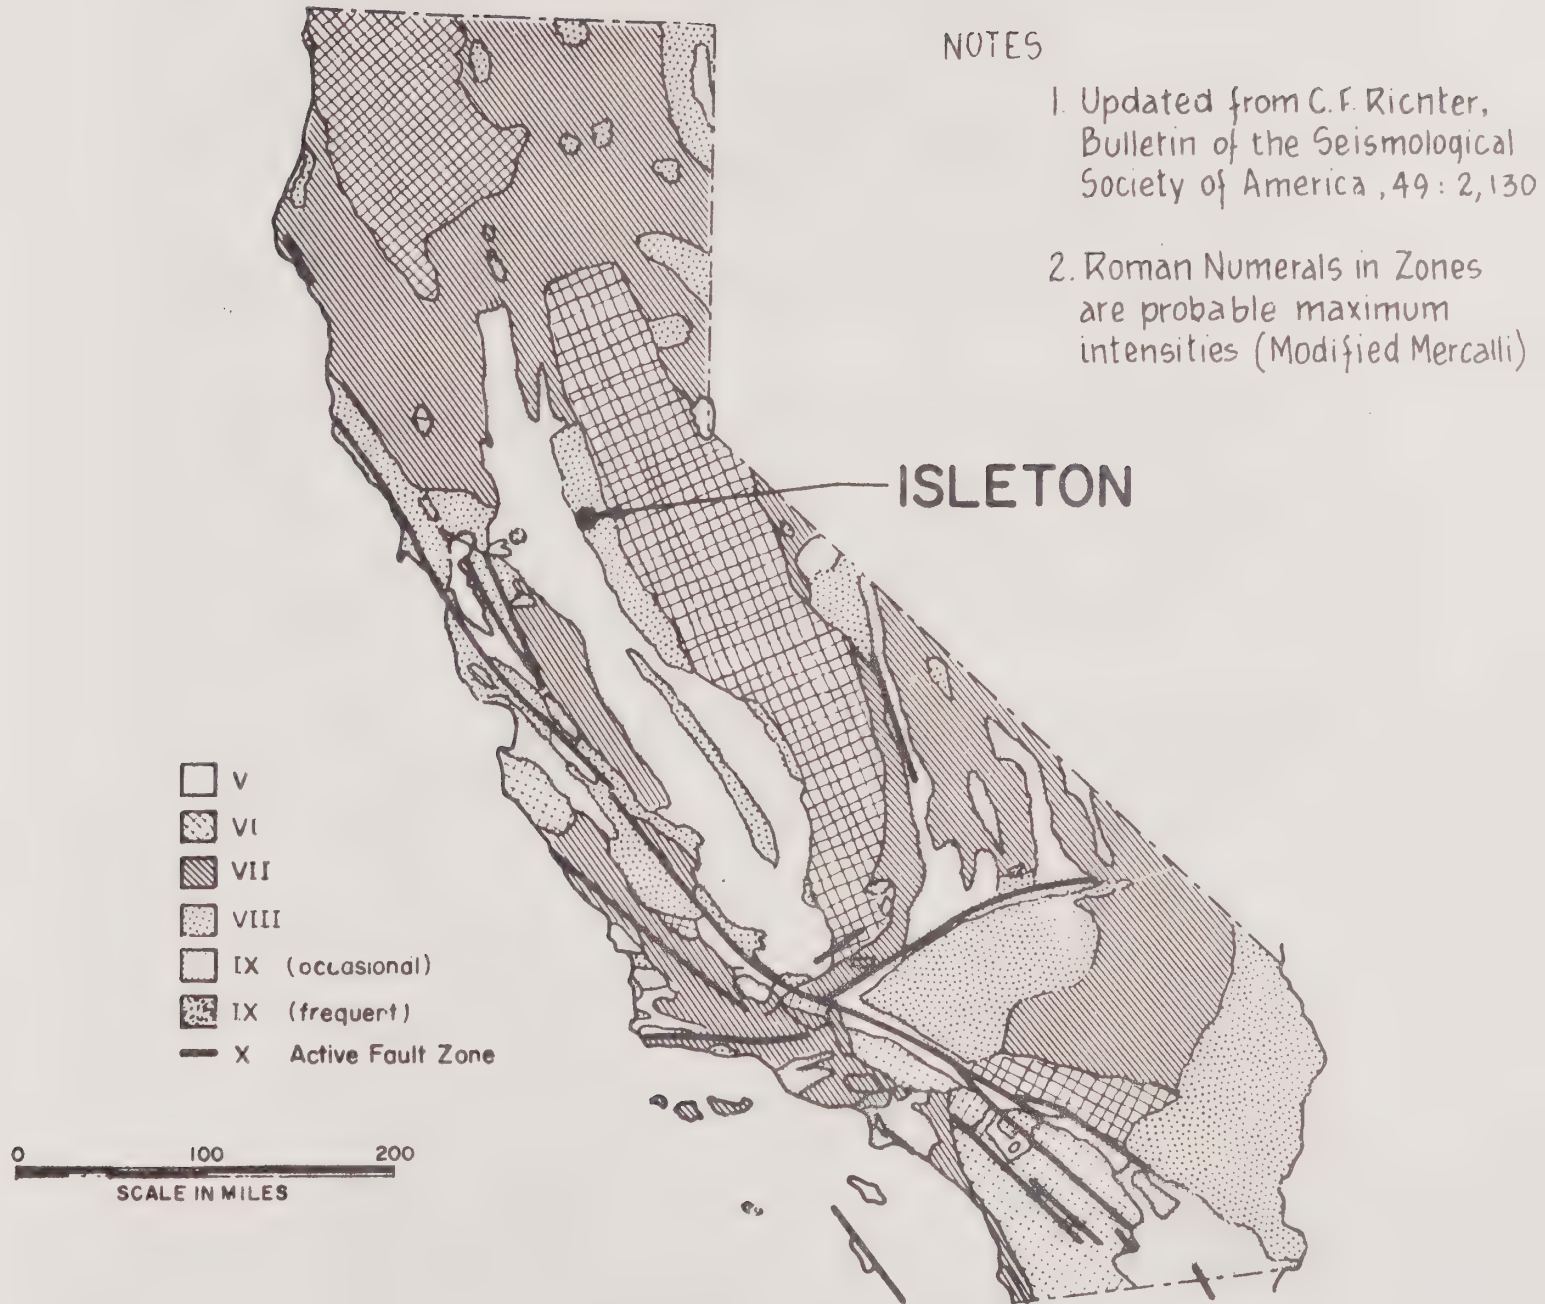 NOTES
1. Updated from C. F. Richter,
Bulletin of the Seismological
Society of America, 49: 2,130
2. Roman Numerals in Zones
are probable maximum
intensities (Modified Mercalli)
ISLETON
V
VI
VII
VIII
IX (occasional)
IX (frequent)
X Active Fault Zone
0 100 200
SCALE IN MILES